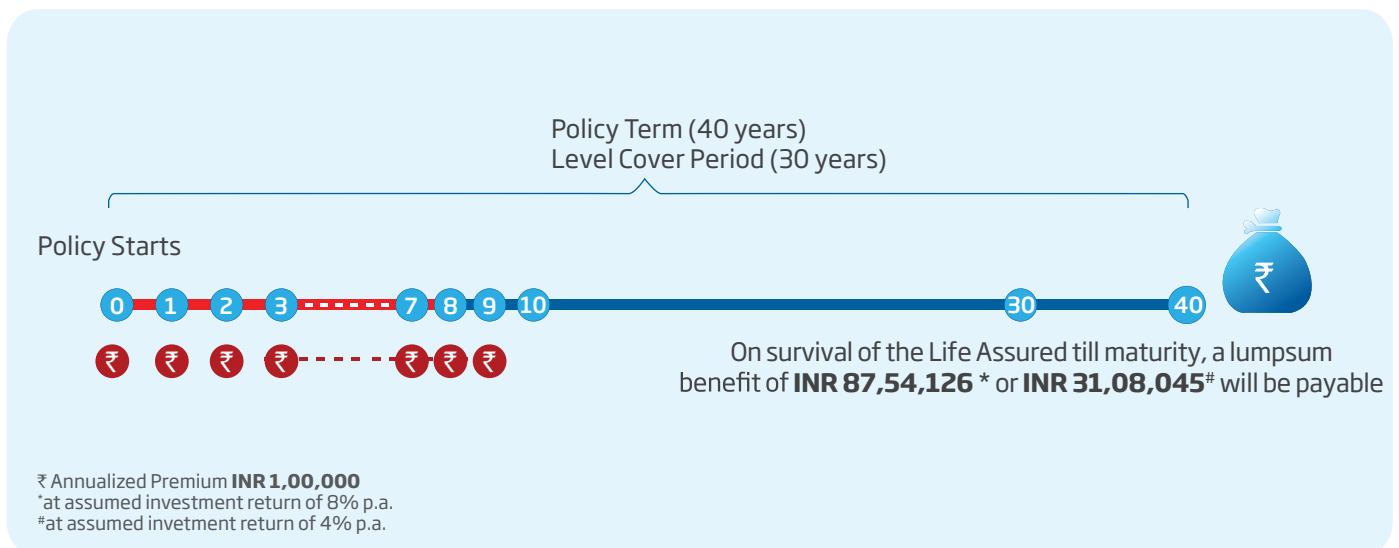 Policy Term (40 years)
Level Cover Period (30 years)
Policy Starts
0 1 2 3 7 8 9 10 30 40
₹
₹ ₹ ₹ ₹ ₹ ₹ ₹
On survival of the Life Assured till maturity, a lumpsum
benefit of INR 87,54,126 * or INR 31,08,045# will be payable
₹ Annualized Premium INR 1,00,000
*at assumed investment return of 8% p.a.
#at assumed invetment return of 4% p.a.